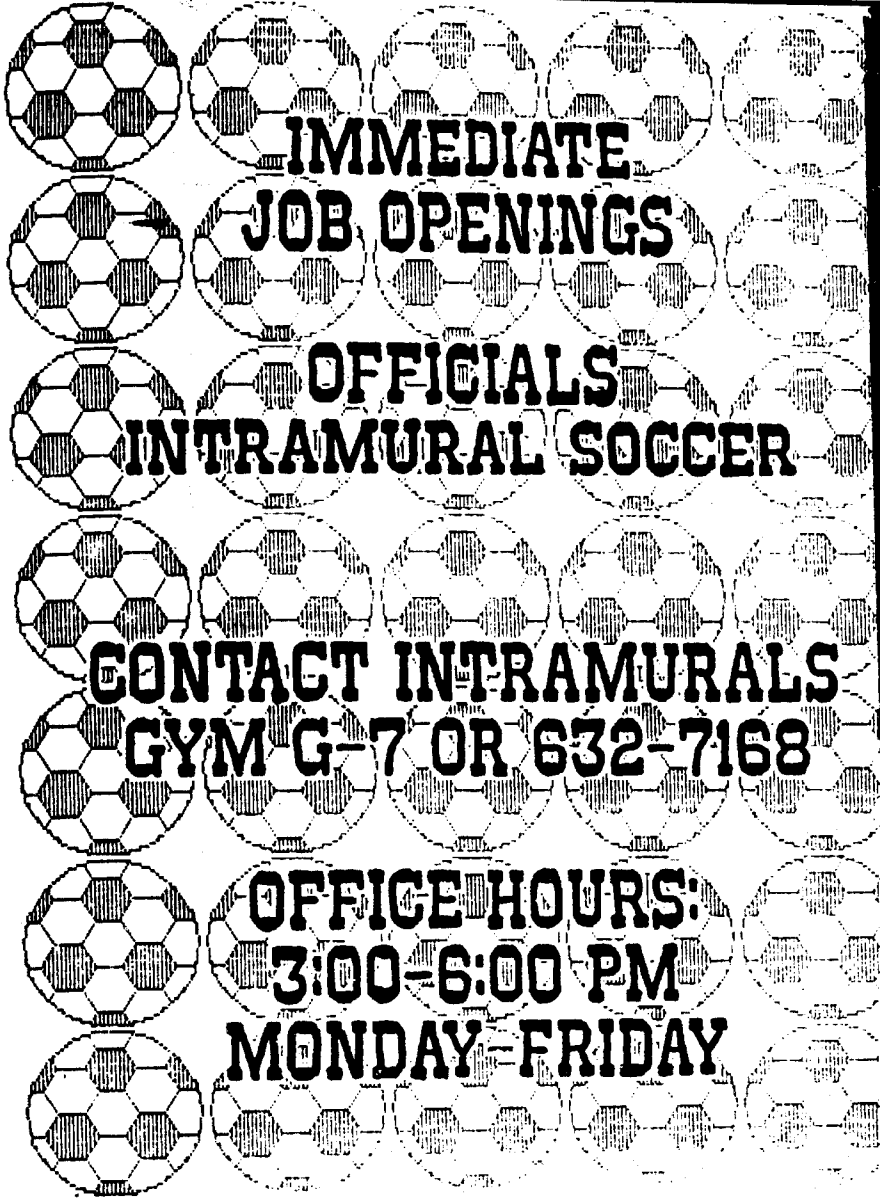 IMMEDIATE
JOB OPENINGS
OFFICIALS
INTRAMURAL SOCCER
CONTACT INTRAMURALS
GYM G-7 OR 632-7168
OFFICE HOURS:
3:00-6:00 PM
MONDAY-FRIDAY